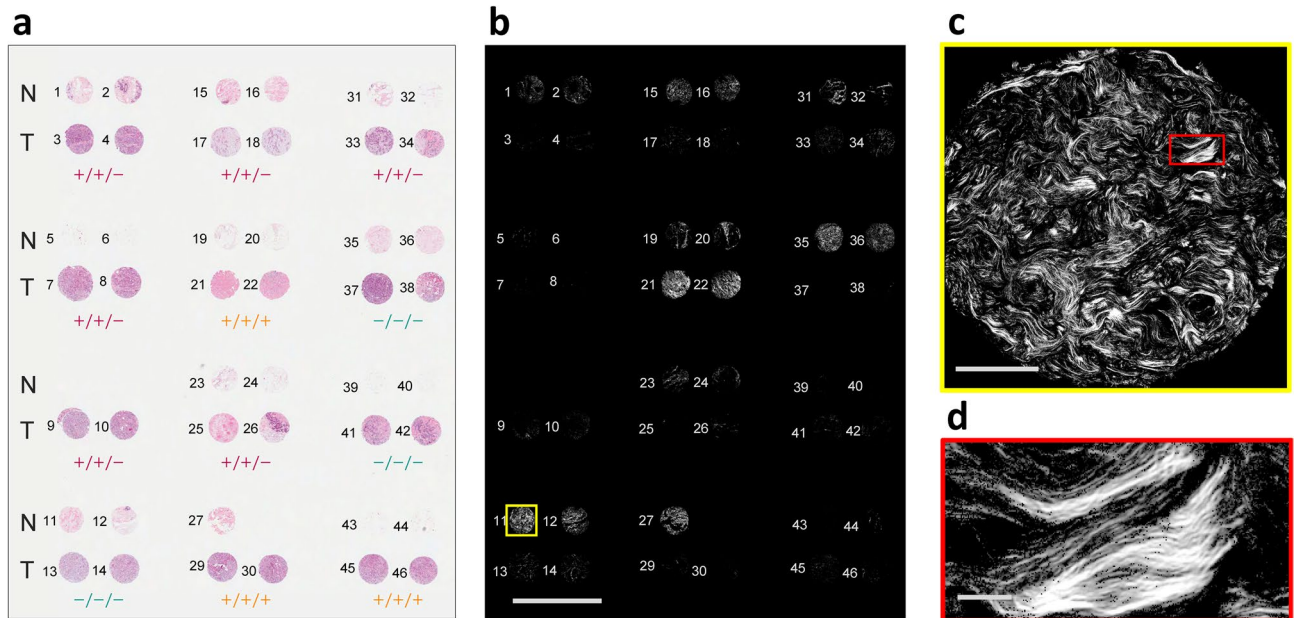 a
N 1 2 15 16 31 32
T 3 4 17 18 33 34
+/+/− +/+/− +/+/−
N 5 6 19 20 35 36
T 7 8 21 22 37 38
+/+/− +/+/+ −/−/−
N 23 24 39 40
T 9 10 25 26 41 42
+/+/− +/+/− −/−/−
N 11 12 27 43 44
T 13 14 29 30 45 46
−/−/− +/+/+ +/+/+
b
1 2 15 16 31 32
3 4 17 18 33 34
5 6 19 20 35 36
7 8 21 22 37 38
23 24 39 40
9 10 25 26 41 42
11 12 27 43 44
13 14 29 30 45 46
c
d